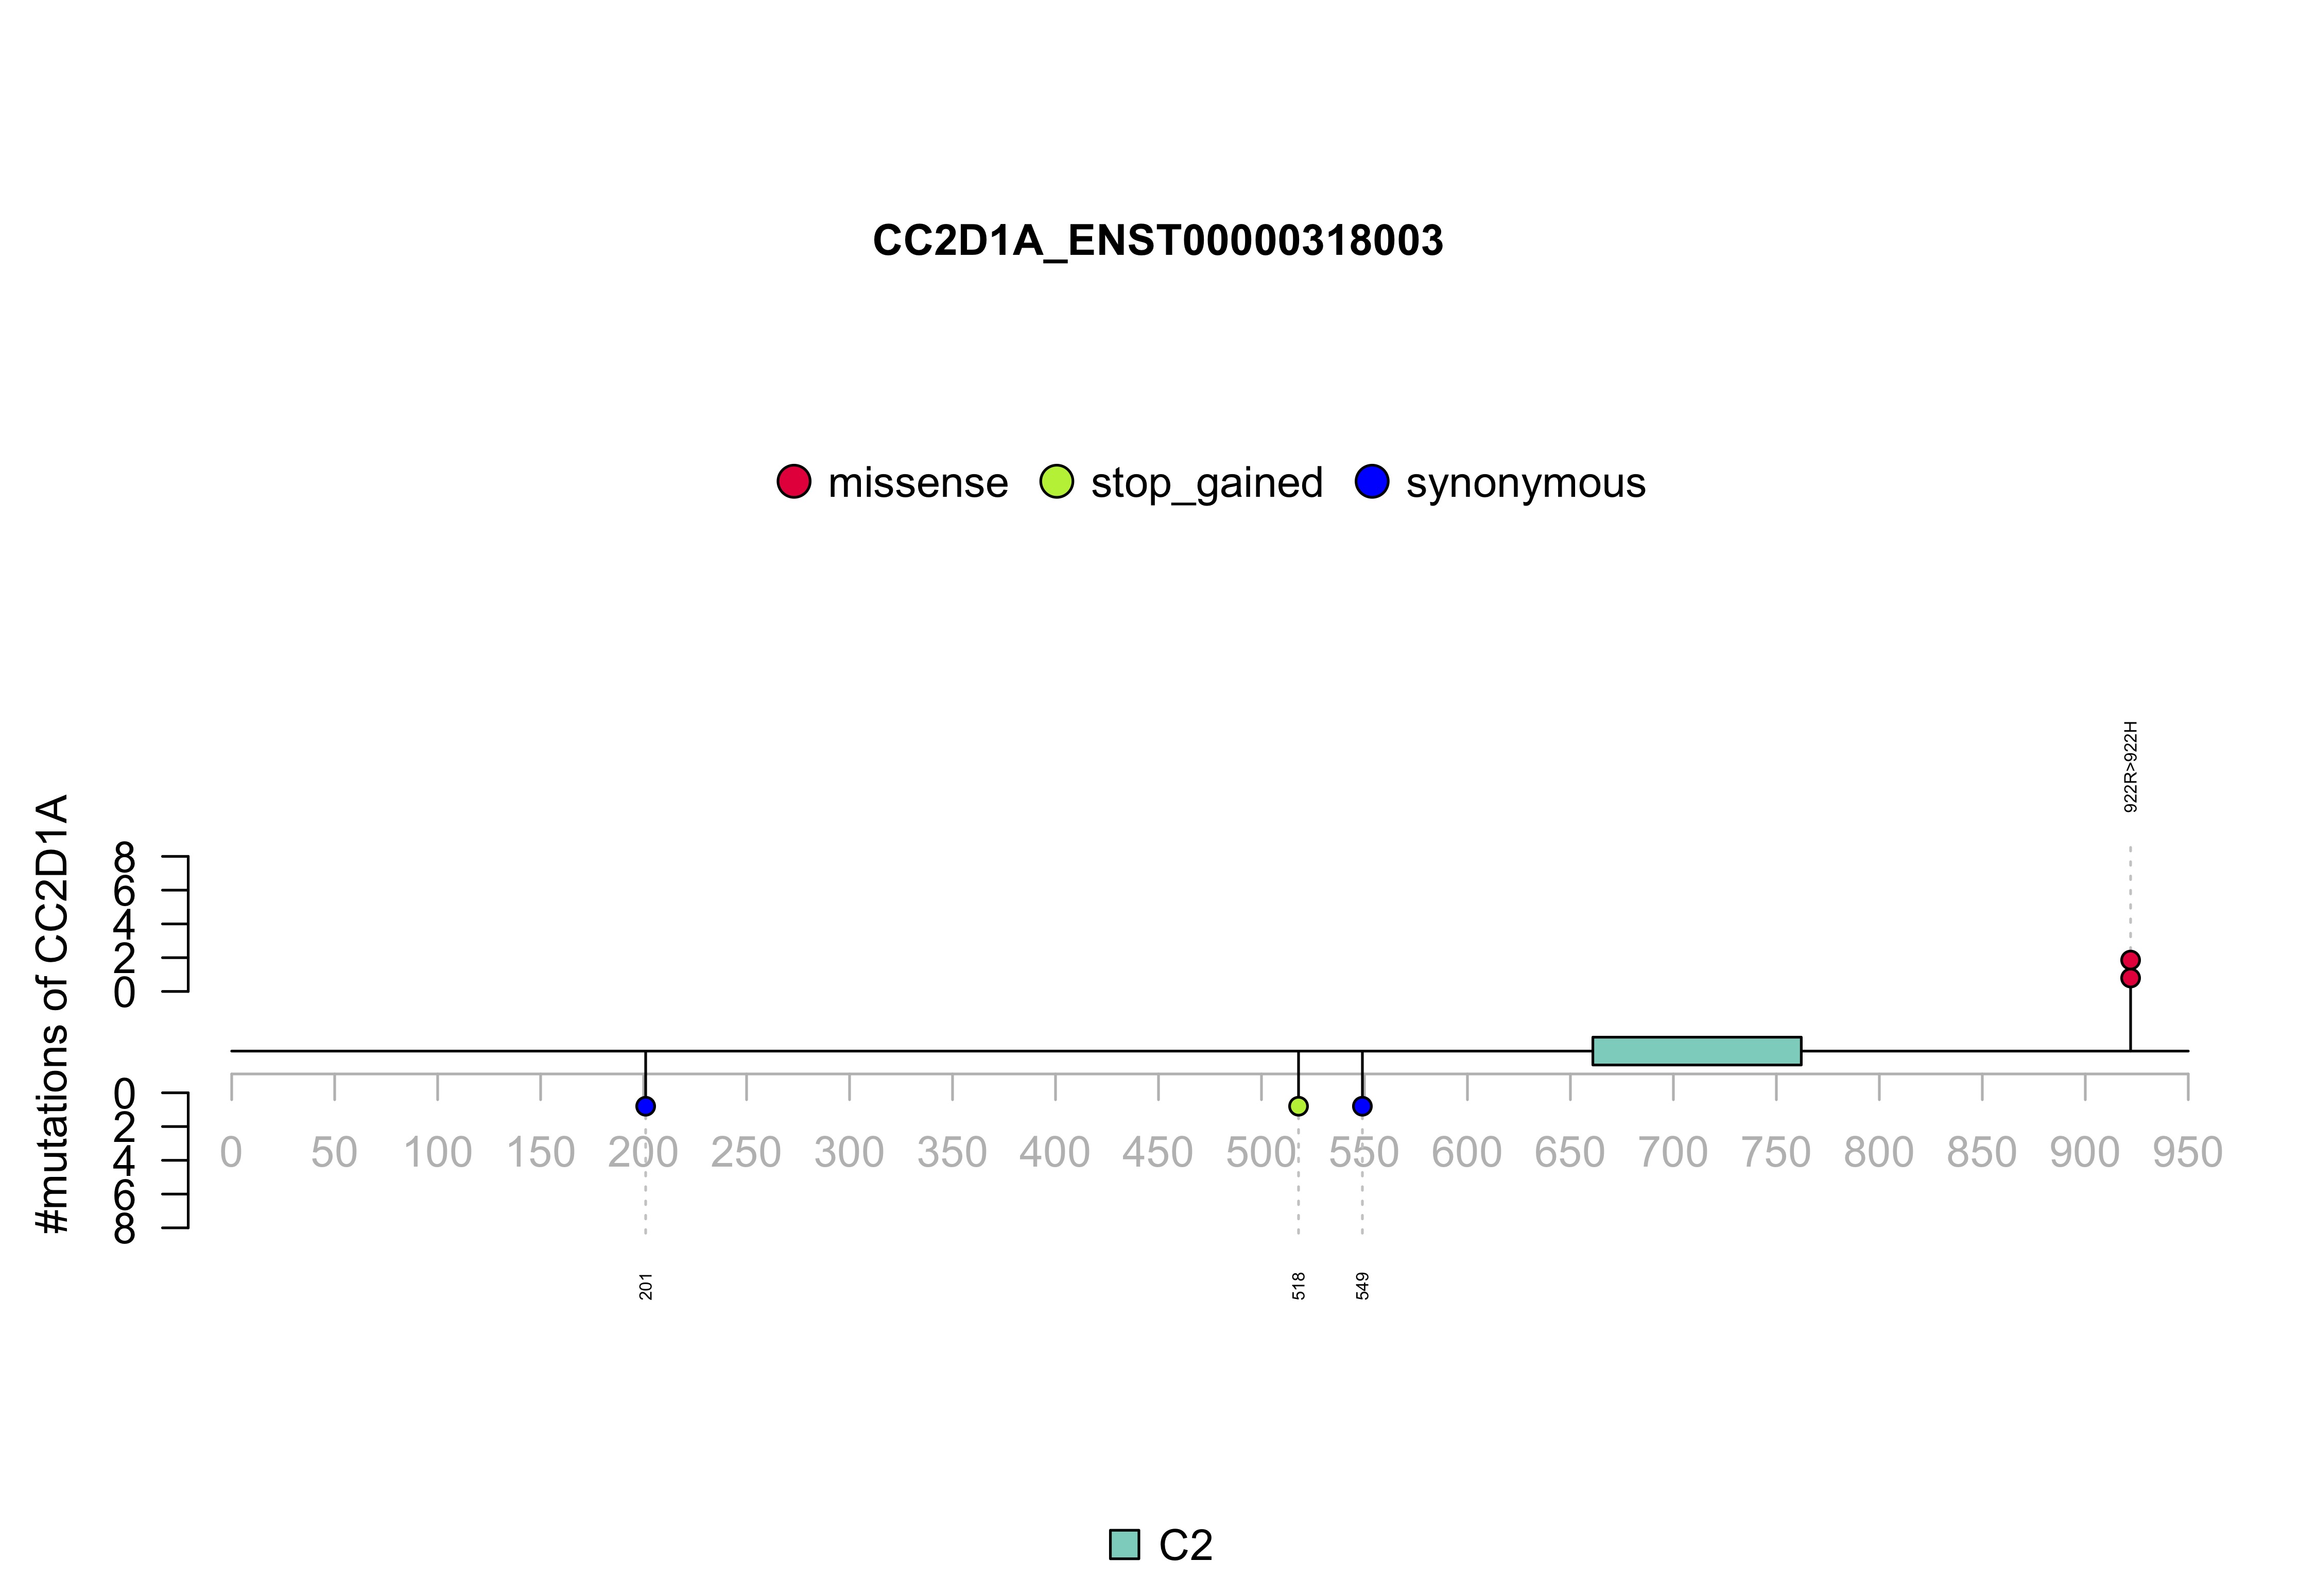 CC2D1A_ENST00000318003
missense stop_gained synonymous
922R>922H
#mutations of CC2D1A
8
6
4
2
0
0
2
4
6
8
0 50 100 150 200 250 300 350 400 450 500 550 600 650 700 750 800 850 900 950
201 518 549
C2